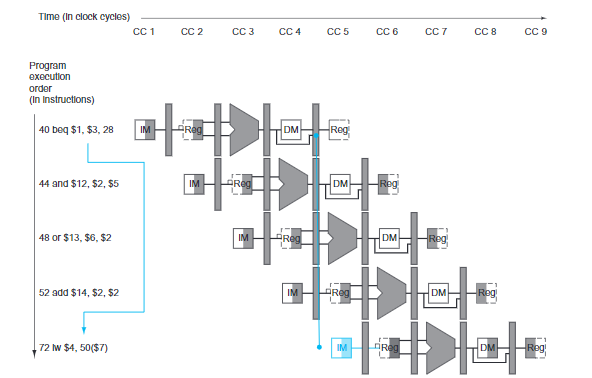 Time (in clock cycles)
CC 1 CC 2 CC 3 CC 4 CC 5 CC 6 CC 7 CC 8 CC 9
Program
execution
order
(in instructions)
40 beq $1, $3, 28
IM Reg DM Reg
44 and $12, $2, $5
IM Reg DM Reg
48 or $13, $6, $2
IM Reg DM Reg
52 add $14, $2, $2
IM Reg DM Reg
72 lw $4, 50($7)
IM Reg DM Reg